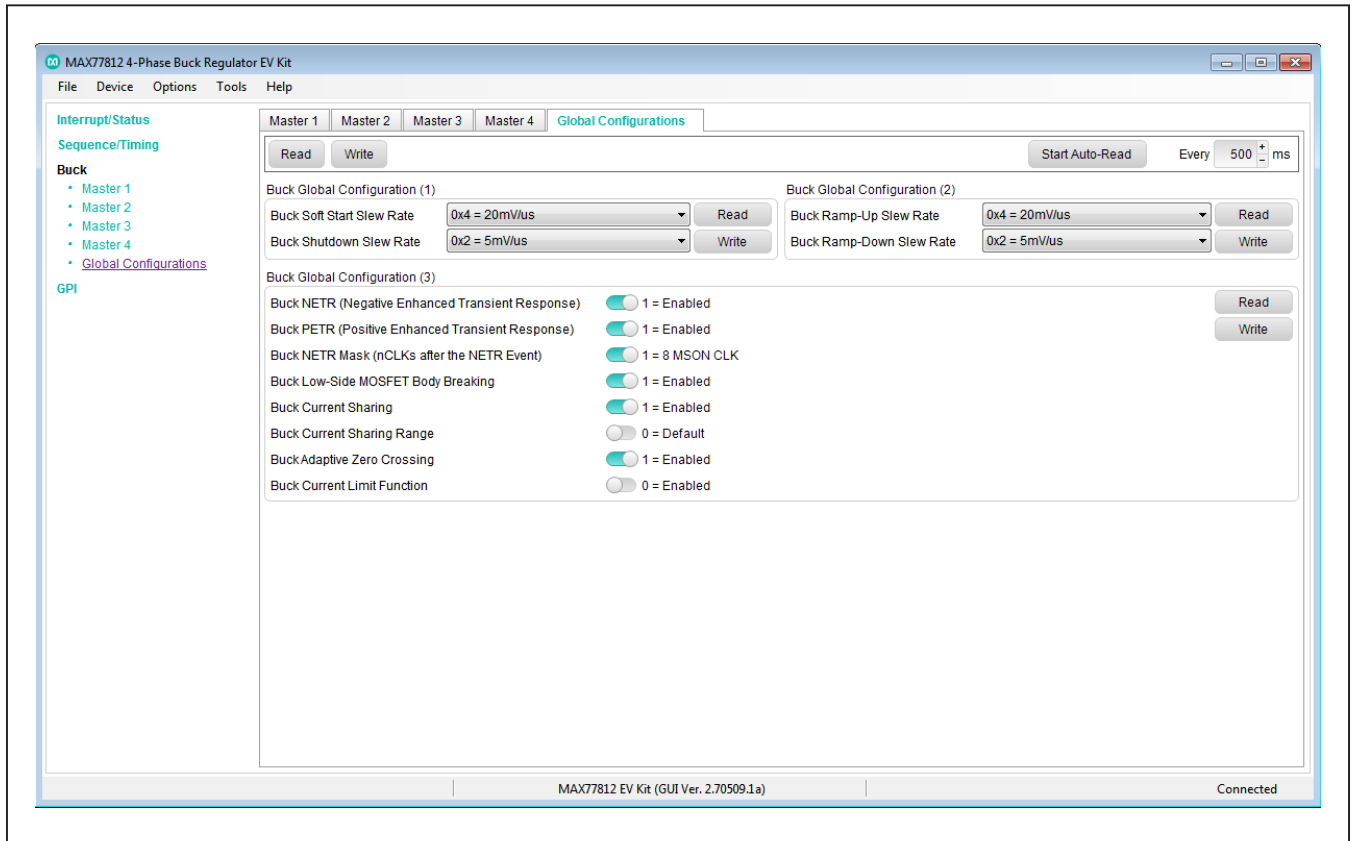 MAX77812 4-Phase Buck Regulator EV Kit
File Device Options Tools Help
Interrupt/Status
Sequence/Timing
Buck
• Master 1
• Master 2
• Master 3
• Master 4
• Global Configurations
GPI
Master 1 Master 2 Master 3 Master 4 Global Configurations
Read Write Start Auto-Read Every 500 + - ms
Buck Global Configuration (1)
Buck Soft Start Slew Rate 0x4 = 20mV/us Read
Buck Shutdown Slew Rate 0x2 = 5mV/us Write
Buck Global Configuration (2)
Buck Ramp-Up Slew Rate 0x4 = 20mV/us Read
Buck Ramp-Down Slew Rate 0x2 = 5mV/us Write
Buck Global Configuration (3)
Buck NETR (Negative Enhanced Transient Response) 1 = Enabled Read
Buck PETR (Positive Enhanced Transient Response) 1 = Enabled Write
Buck NETR Mask (nCLKs after the NETR Event) 1 = 8 MSON CLK
Buck Low-Side MOSFET Body Breaking 1 = Enabled
Buck Current Sharing 1 = Enabled
Buck Current Sharing Range 0 = Default
Buck Adaptive Zero Crossing 1 = Enabled
Buck Current Limit Function 0 = Enabled
MAX77812 EV Kit (GUI Ver. 2.70509.1a) Connected